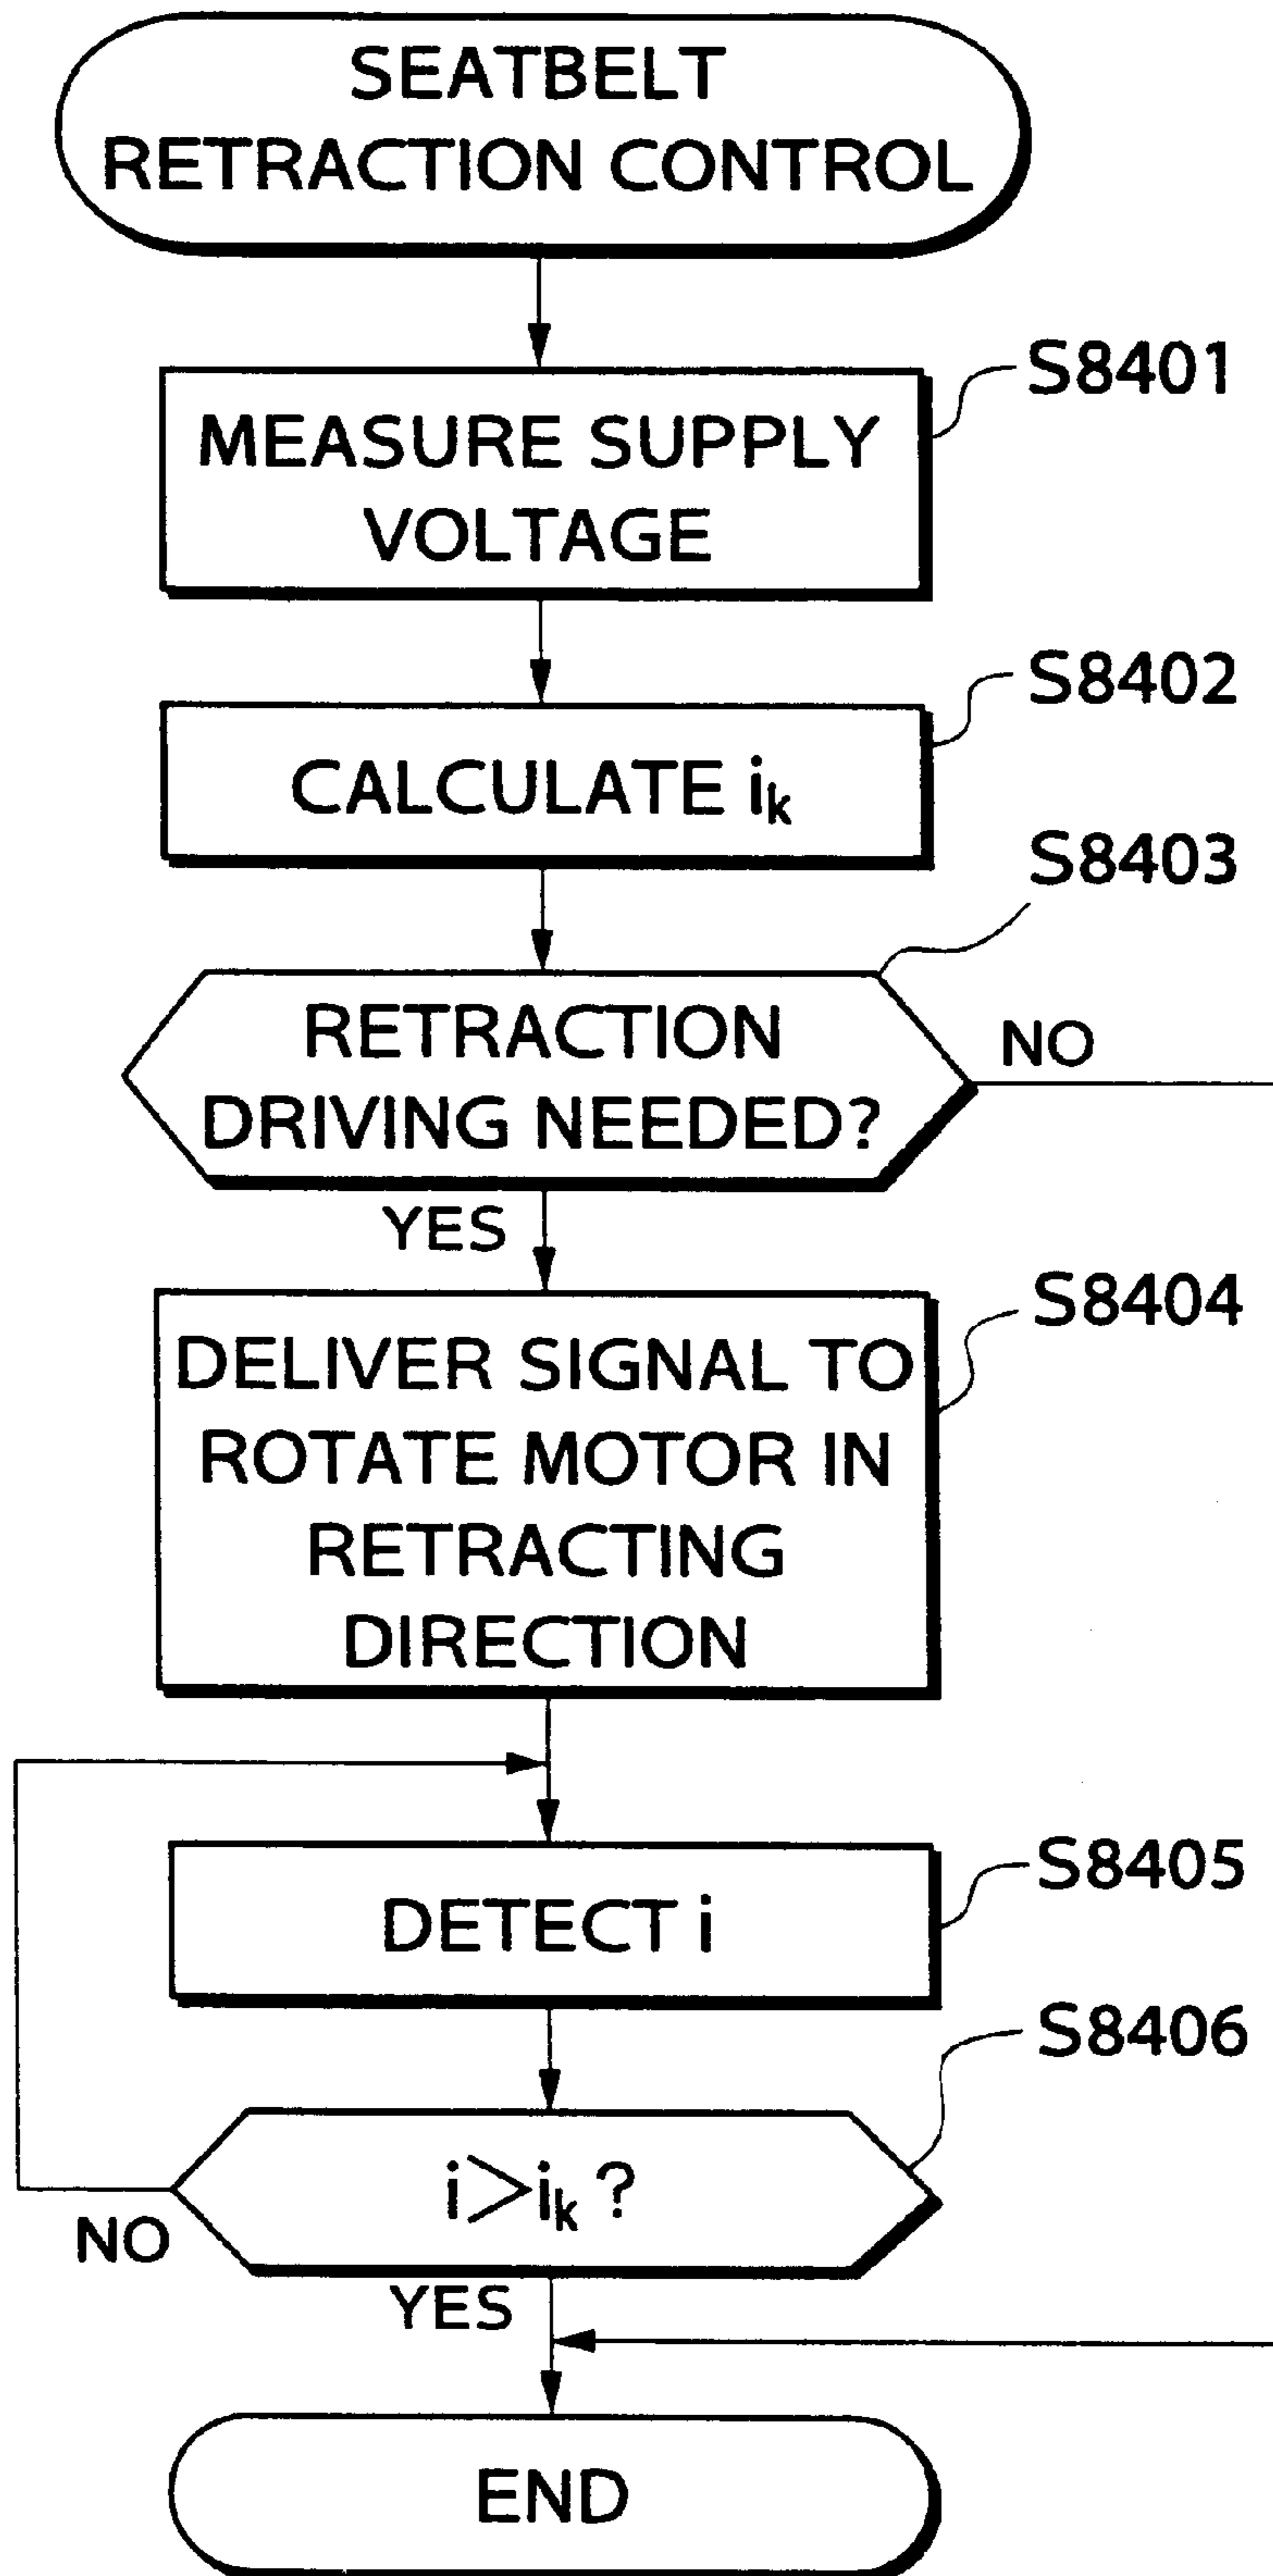 SEATBELT
RETRACTION CONTROL
S8401
MEASURE SUPPLY
VOLTAGE
S8402
CALCULATE iₖ
S8403
RETRACTION
DRIVING NEEDED?
NO
YES
S8404
DELIVER SIGNAL TO
ROTATE MOTOR IN
RETRACTING
DIRECTION
S8405
DETECT i
S8406
i>iₖ?
NO
YES
END